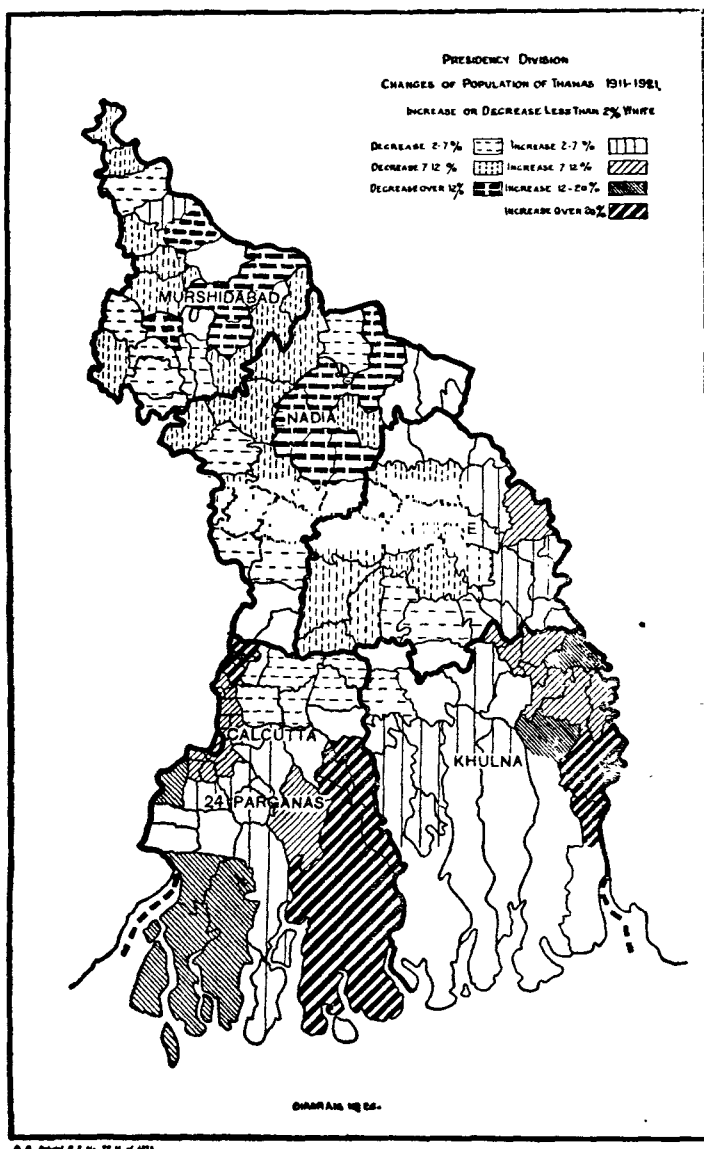 PRESIDENCY DIVISION
CHANGES OF POPULATION OF THANAS 1911-1921,
INCREASE OR DECREASE LESS THAN 2% WHITE
DECREASE 2-7% INCREASE 2-7 %
DECREASE 7 12 % INCREASE 7 12%
DECREASE OVER 12% INCREASE 12-20%
INCREASE OVER 20%
MURSHIDABAD
NADIA
CALCUTTA
KHULNA
24-PARGANAS
DIAGRAM